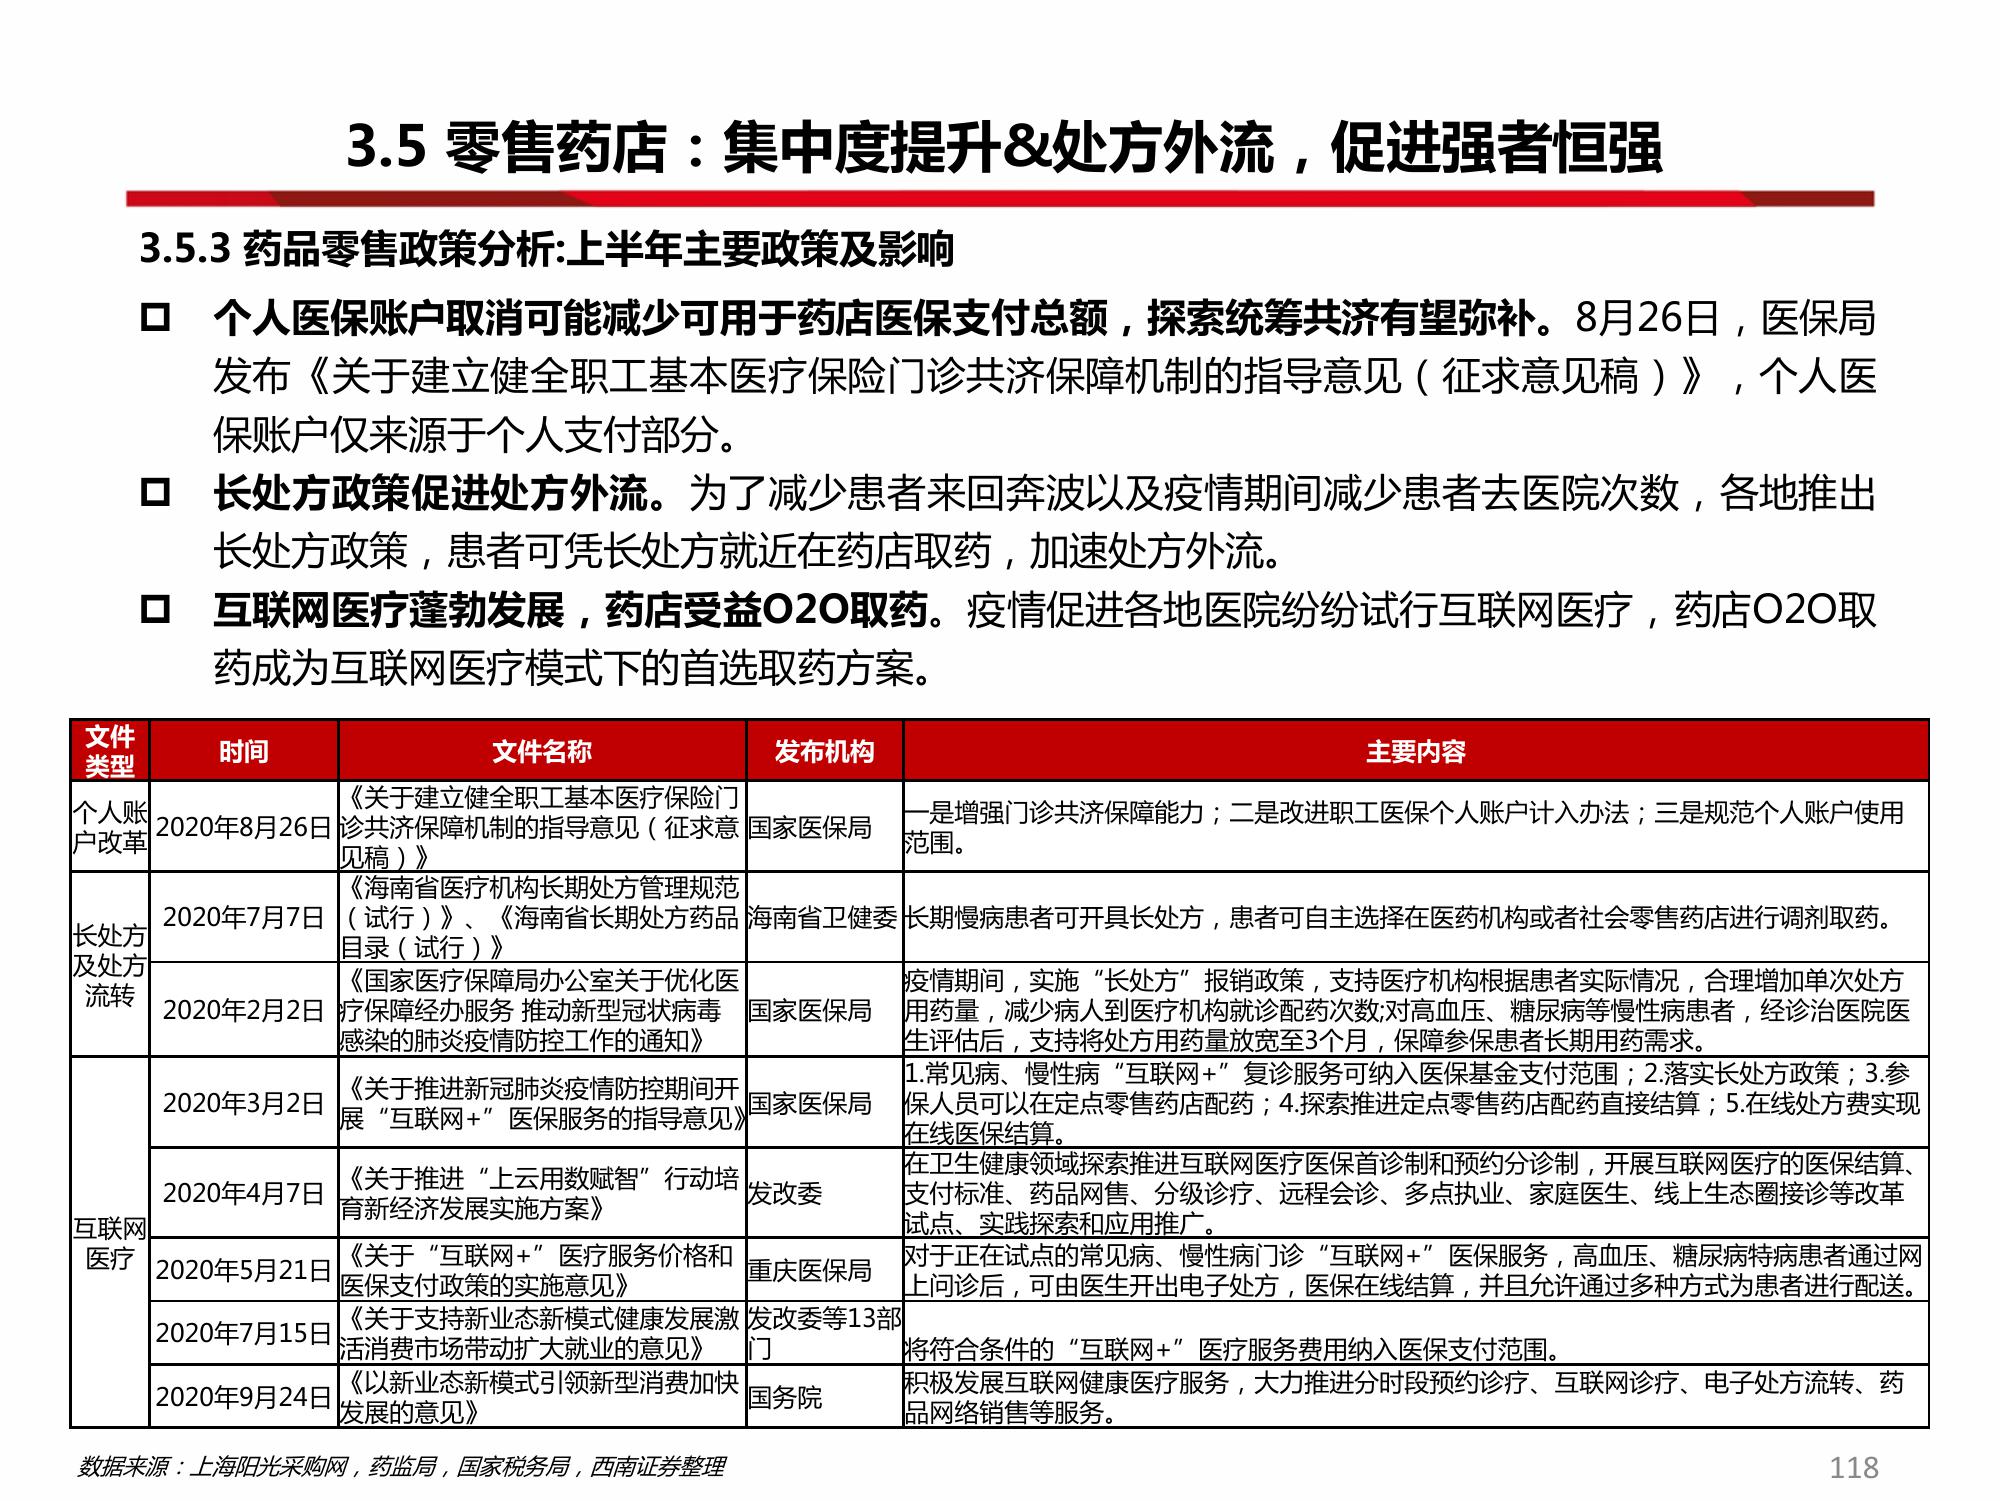 3.5 零售药店：集中度提升&处方外流，促进强者恒强
3.5.3 药品零售政策分析:上半年主要政策及影响
个人医保账户取消可能减少可用于药店医保支付总额，探索统筹共济有望弥补。8月26日，医保局
发布《关于建立健全职工基本医疗保险门诊共济保障机制的指导意见（征求意见稿）》，个人医
保账户仅来源于个人支付部分。
长处方政策促进处方外流。为了减少患者来回奔波以及疫情期间减少患者去医院次数，各地推出
长处方政策，患者可凭长处方就近在药店取药，加速处方外流。
互联网医疗蓬勃发展，药店受益O2O取药。疫情促进各地医院纷纷试行互联网医疗，药店O2O取
药成为互联网医疗模式下的首选取药方案。
文件
类型
时间
文件名称
发布机构
主要内容
个人账
户改革
2020年8月26日
《关于建立健全职工基本医疗保险门
诊共济保障机制的指导意见（征求意
见稿）》
国家医保局
一是增强门诊共济保障能力；二是改进职工医保个人账户计入办法；三是规范个人账户使用
范围。
长处方
及处方
流转
2020年7月7日
《海南省医疗机构长期处方管理规范
（试行）》、《海南省长期处方药品
目录（试行）》
海南省卫健委
长期慢病患者可开具长处方，患者可自主选择在医药机构或者社会零售药店进行调剂取药。
2020年2月2日
《国家医疗保障局办公室关于优化医
疗保障经办服务 推动新型冠状病毒
感染的肺炎疫情防控工作的通知》
国家医保局
疫情期间，实施“长处方”报销政策，支持医疗机构根据患者实际情况，合理增加单次处方
用药量，减少病人到医疗机构就诊配药次数;对高血压、糖尿病等慢性病患者，经诊治医院医
生评估后，支持将处方用药量放宽至3个月，保障参保患者长期用药需求。
互联网
医疗
2020年3月2日
《关于推进新冠肺炎疫情防控期间开
展“互联网+”医保服务的指导意见》
国家医保局
1.常见病、慢性病“互联网+”复诊服务可纳入医保基金支付范围；2.落实长处方政策；3.参
保人员可以在定点零售药店配药；4.探索推进定点零售药店配药直接结算；5.在线处方费实现
在线医保结算。
2020年4月7日
《关于推进“上云用数赋智”行动培
育新经济发展实施方案》
发改委
在卫生健康领域探索推进互联网医疗医保首诊制和预约分诊制，开展互联网医疗的医保结算、
支付标准、药品网售、分级诊疗、远程会诊、多点执业、家庭医生、线上生态圈接诊等改革
试点、实践探索和应用推广。
2020年5月21日
《关于“互联网+”医疗服务价格和
医保支付政策的实施意见》
重庆医保局
对于正在试点的常见病、慢性病门诊“互联网+”医保服务，高血压、糖尿病特病患者通过网
上问诊后，可由医生开出电子处方，医保在线结算，并且允许通过多种方式为患者进行配送。
2020年7月15日
《关于支持新业态新模式健康发展激
活消费市场带动扩大就业的意见》
发改委等13部
门
将符合条件的“互联网+”医疗服务费用纳入医保支付范围。
2020年9月24日
《以新业态新模式引领新型消费加快
发展的意见》
国务院
积极发展互联网健康医疗服务，大力推进分时段预约诊疗、互联网诊疗、电子处方流转、药
品网络销售等服务。
数据来源：上海阳光采购网，药监局，国家税务局，西南证券整理
118